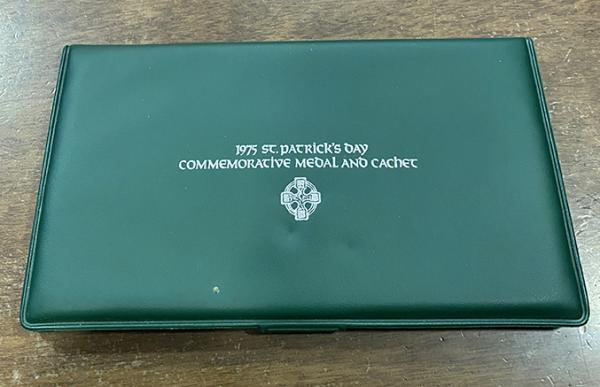 1975 St. Patrick's Day
Commemorative Medal and Cachet